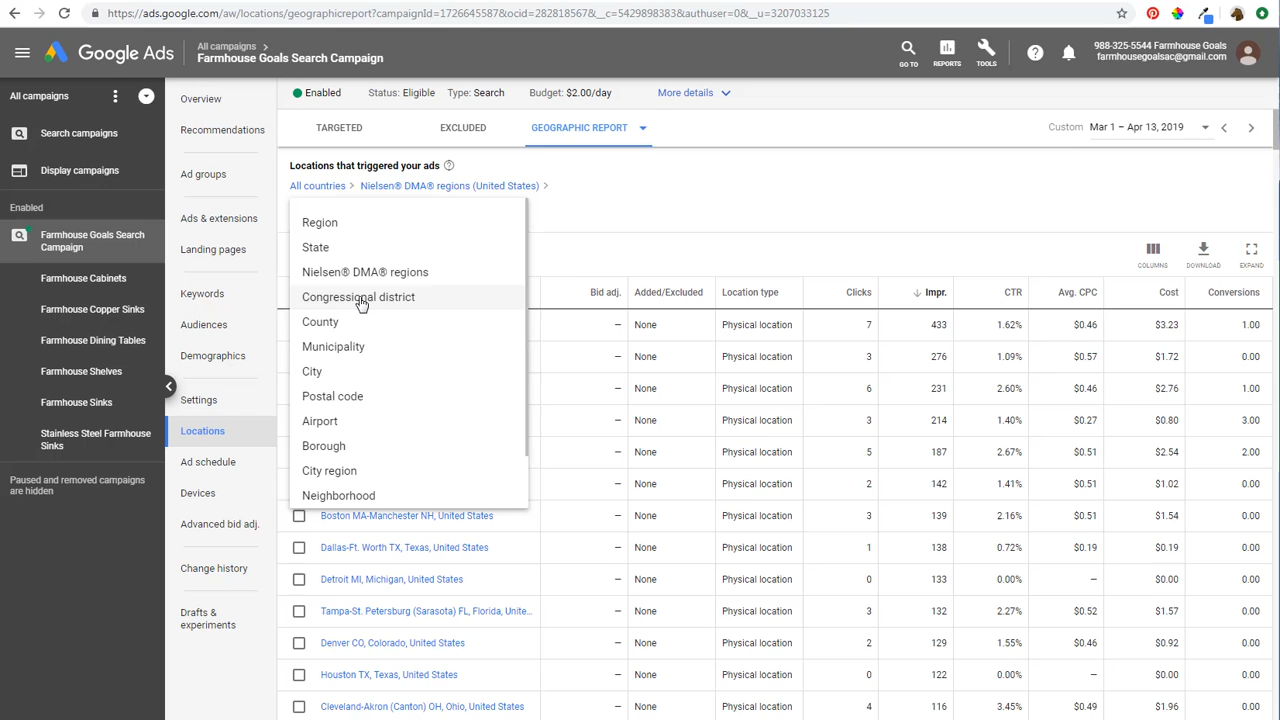 https://ads.google.com/aw/locations/geographicreport?campaignId=1726645587&ocid=282818567&__c=5429898383&authuser=0&__u=3207033125
Google Ads
All campaigns >
Farmhouse Goals Search Campaign
GO TO
REPORTS
TOOLS
988-325-5544 Farmhouse Goals
farmhousegoalsac@gmail.com
All campaigns
Search campaigns
Display campaigns
Enabled
Farmhouse Goals Search
Campaign
Farmhouse Cabinets
Farmhouse Copper Sinks
Farmhouse Dining Tables
Farmhouse Shelves
Farmhouse Sinks
Stainless Steel Farmhouse
Sinks
Paused and removed campaigns
are hidden
Overview
Recommendations
Ad groups
Ads & extensions
Landing pages
Keywords
Audiences
Demographics
Settings
Locations
Ad schedule
Devices
Advanced bid adj.
Change history
Drafts &
experiments
Enabled Status: Eligible Type: Search Budget: $2.00/day More details
TARGETED EXCLUDED GEOGRAPHIC REPORT Custom Mar 1 – Apr 13, 2019
Locations that triggered your ads
All countries > Nielsen® DMA® regions (United States) >
Region
State
Nielsen® DMA® regions
Congressional district
County
Municipality
City
Postal code
Airport
Borough
City region
Neighborhood
COLUMNS DOWNLOAD EXPAND
Bid adj. Added/Excluded Location type Clicks Impr. CTR Avg. CPC Cost Conversions
– None Physical location 7 433 1.62% $0.46 $3.23 1.00
– None Physical location 3 276 1.09% $0.57 $1.72 0.00
– None Physical location 6 231 2.60% $0.46 $2.76 1.00
– None Physical location 3 214 1.40% $0.27 $0.80 3.00
– None Physical location 5 187 2.67% $0.51 $2.54 2.00
– None Physical location 2 142 1.41% $0.51 $1.02 0.00
Boston MA-Manchester NH, United States – None Physical location 3 139 2.16% $0.51 $1.54 0.00
Dallas-Ft. Worth TX, Texas, United States – None Physical location 1 138 0.72% $0.19 $0.19 0.00
Detroit MI, Michigan, United States – None Physical location 0 133 0.00% – $0.00 0.00
Tampa-St. Petersburg (Sarasota) FL, Florida, Unite... – None Physical location 3 132 2.27% $0.52 $1.57 0.00
Denver CO, Colorado, United States – None Physical location 2 129 1.55% $0.46 $0.92 0.00
Houston TX, Texas, United States – None Physical location 0 122 0.00% – $0.00 0.00
Cleveland-Akron (Canton) OH, Ohio, United States – None Physical location 4 116 3.45% $0.49 $1.96 0.00